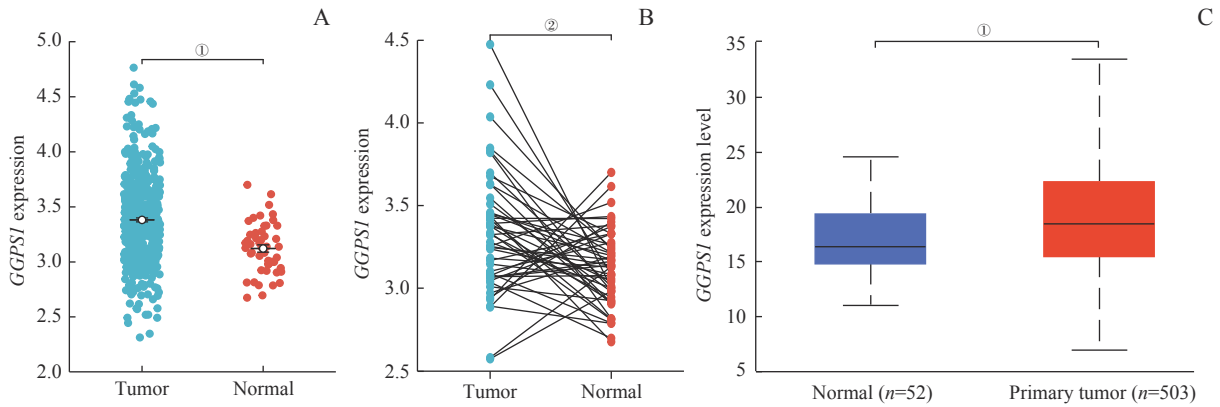 A
①
GGPS1 expression
5.0
4.5
4.0
3.5
3.0
2.5
2.0
Tumor
Normal
B
②
GGPS1 expression
4.5
4.0
3.5
3.0
2.5
Tumor
Normal
C
①
GGPS1 expression level
35
30
25
20
15
10
5
Normal (n=52)
Primary tumor (n=503)